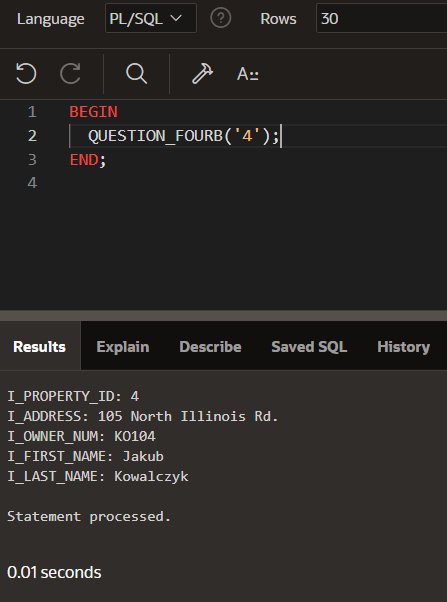 Language PL/SQL ? Rows 30
A::
1 BEGIN
2 QUESTION_FOURB('4');
3 END;
4
Results Explain Describe Saved SQL History
I_PROPERTY_ID: 4
I_ADDRESS: 105 North Illinois Rd.
I_OWNER_NUM: KO104
I_FIRST_NAME: Jakub
I_LAST_NAME: Kowalczyk
Statement processed.
0.01 seconds